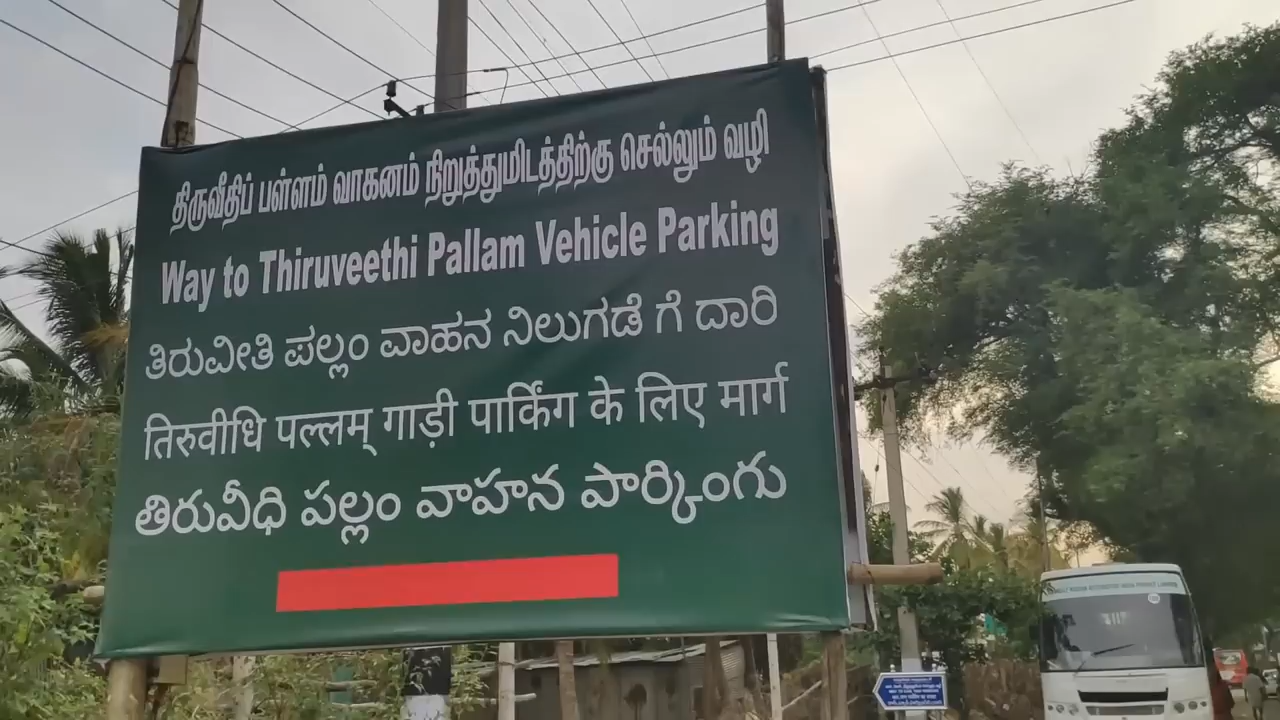 திருவீதிப் பள்ளம் வாகனம் நிறுத்துமிடத்திற்கு செல்லும் வழி
Way to Thiruveethi Pallam Vehicle Parking
ತಿರುವೀತಿ ಪಲ್ಲಂ ವಾಹನ ನಿಲುಗಡೆ ಗೆ ದಾರಿ
तिरुवीधि पल्लम् गाड़ी पार्किंग के लिए मार्ग
తిరువీధి పల్లం వాహన పార్కింగు